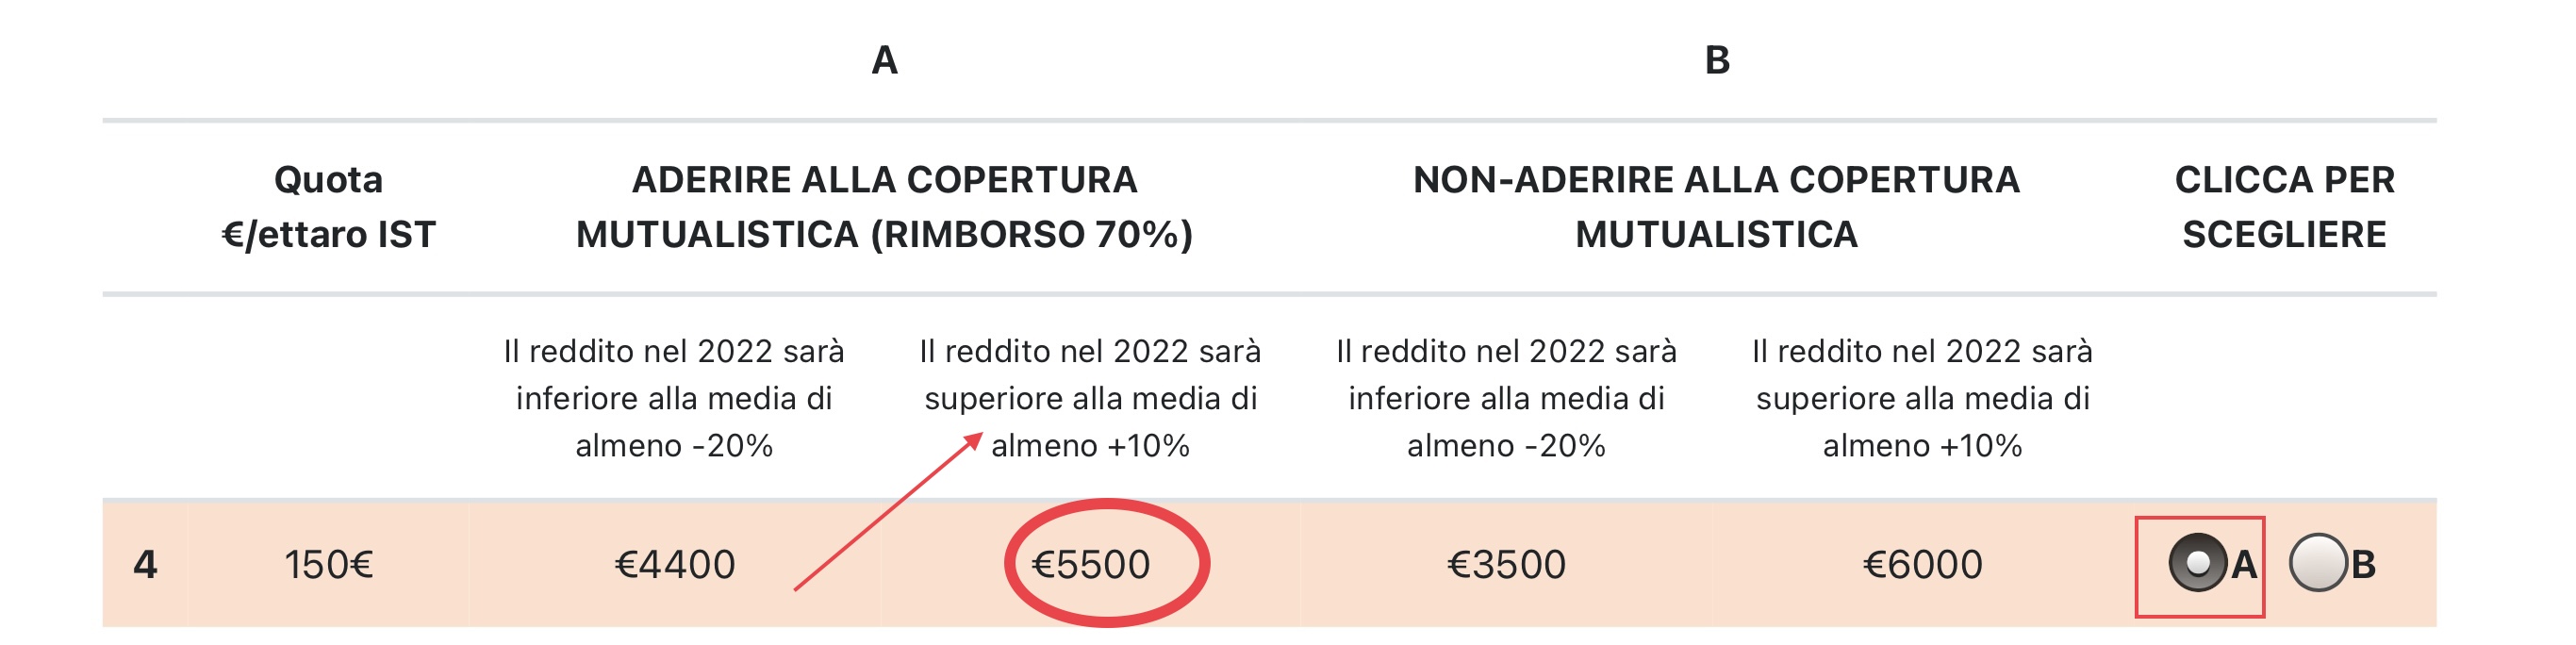 A
B
Quota
€/ettaro IST
ADERIRE ALLA COPERTURA
MUTUALISTICA (RIMBORSO 70%)
NON-ADERIRE ALLA COPERTURA
MUTUALISTICA
CLICCA PER
SCEGLIERE
Il reddito nel 2022 sarà
inferiore alla media di
almeno -20%
Il reddito nel 2022 sarà
superiore alla media di
almeno +10%
Il reddito nel 2022 sarà
inferiore alla media di
almeno -20%
Il reddito nel 2022 sarà
superiore alla media di
almeno +10%
4
150€
€4400
€5500
€3500
€6000
A
B